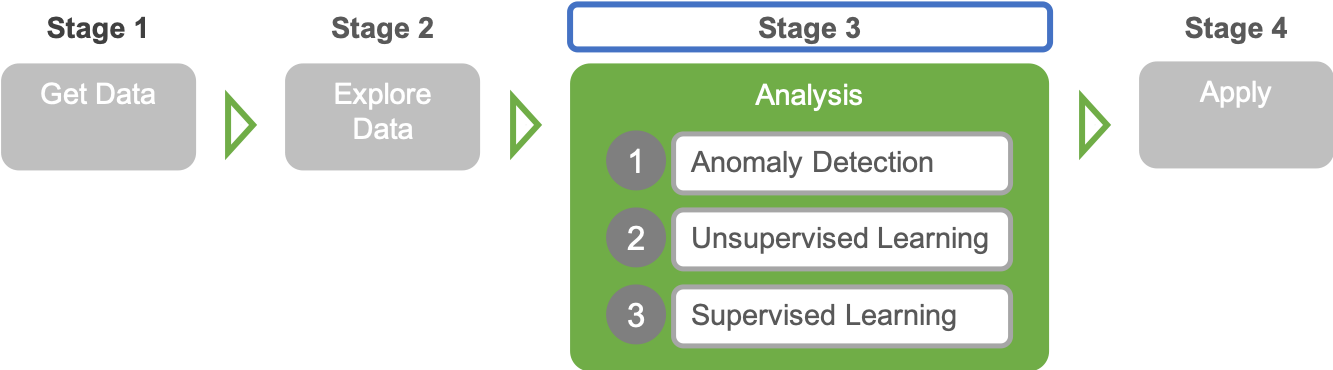 Stage 1
Stage 2
Stage 3
Stage 4
Get Data
Explore
Data
Analysis
1 Anomaly Detection
2 Unsupervised Learning
3 Supervised Learning
Apply